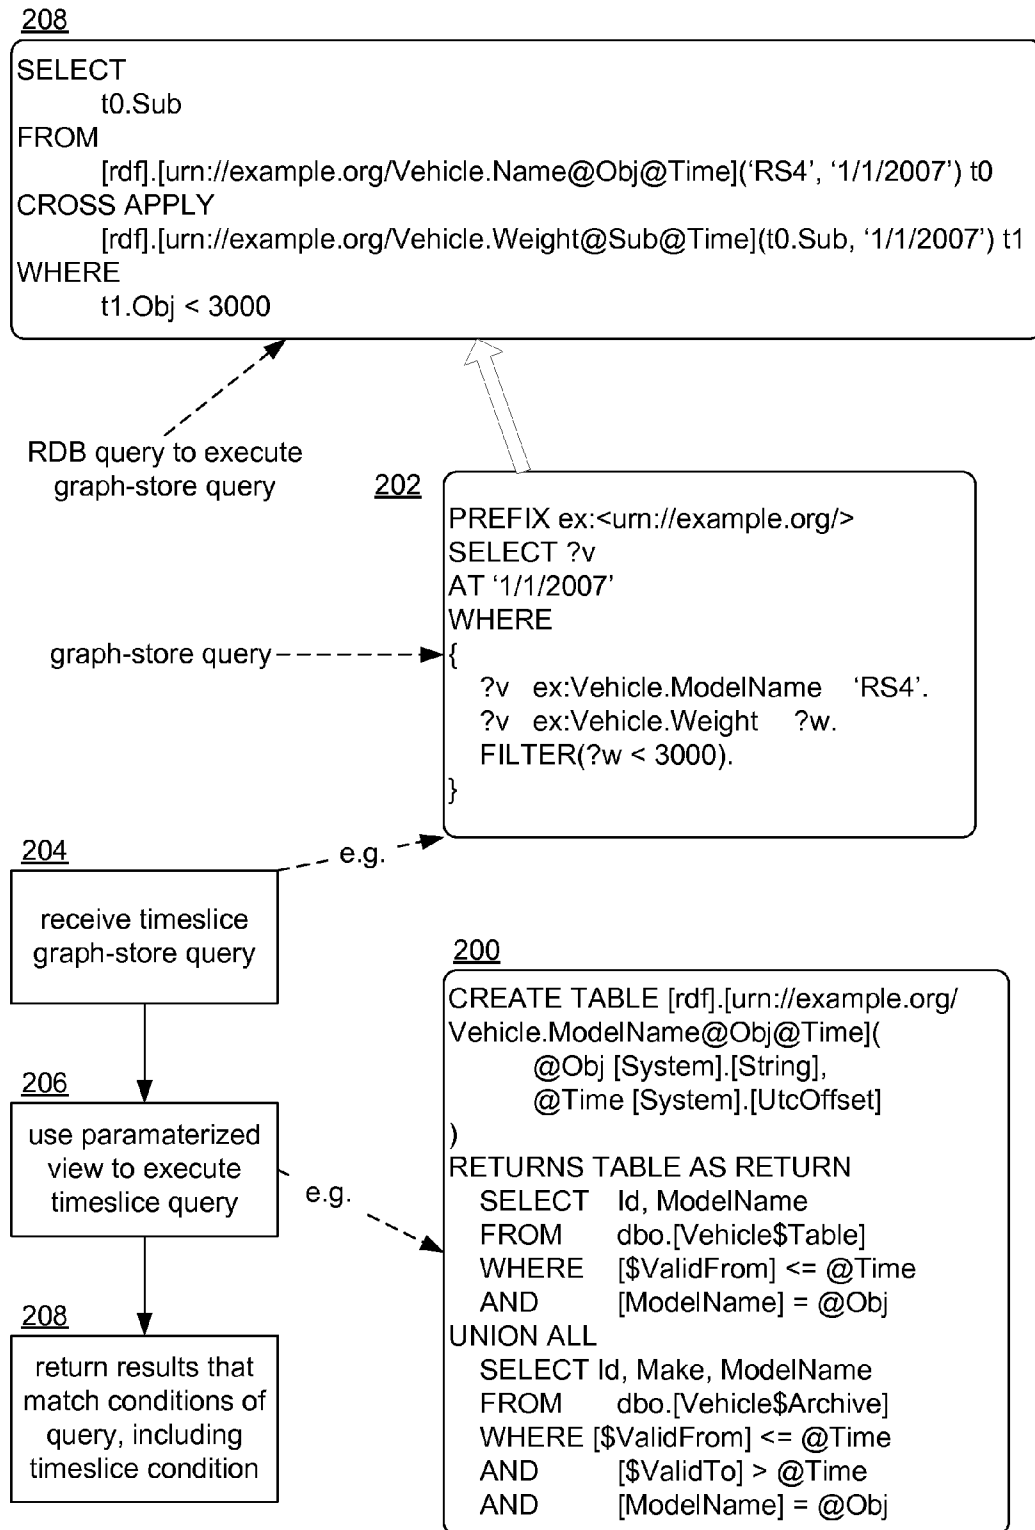 208
SELECT
t0.Sub
FROM
[rdf].[urn://example.org/Vehicle.Name@Obj@Time](‘RS4’, ‘1/1/2007’) t0
CROSS APPLY
[rdf].[urn://example.org/Vehicle.Weight@Sub@Time](t0.Sub, ‘1/1/2007’) t1
WHERE
t1.Obj < 3000
RDB query to execute
graph-store query
202
PREFIX ex:<urn://example.org/>
SELECT ?v
AT ‘1/1/2007’
WHERE
{
?v ex:Vehicle.ModelName ‘RS4’.
?v ex:Vehicle.Weight ?w.
FILTER(?w < 3000).
}
graph-store query
204
receive timeslice
graph-store query
e.g.
206
use paramaterized
view to execute
timeslice query
e.g.
208
return results that
match conditions of
query, including
timeslice condition
200
CREATE TABLE [rdf].[urn://example.org/
Vehicle.ModelName@Obj@Time](
@Obj [System].[String],
@Time [System].[UtcOffset]
)
RETURNS TABLE AS RETURN
SELECT Id, ModelName
FROM dbo.[Vehicle$Table]
WHERE [$ValidFrom] <= @Time
AND [ModelName] = @Obj
UNION ALL
SELECT Id, Make, ModelName
FROM dbo.[Vehicle$Archive]
WHERE [$ValidFrom] <= @Time
AND [$ValidTo] > @Time
AND [ModelName] = @Obj